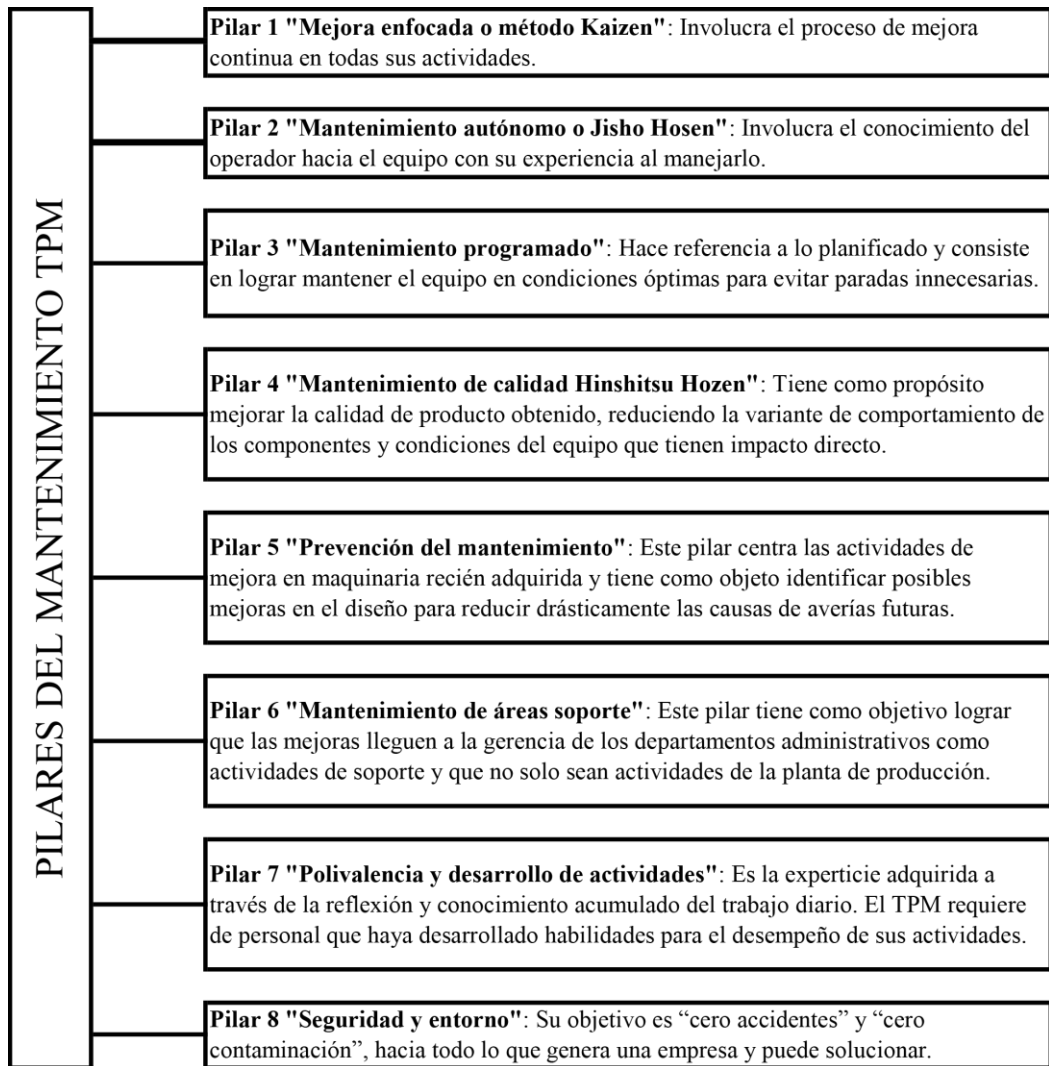 PILARES DEL MANTENIMIENTO TPM
Pilar 1 "Mejora enfocada o método Kaizen": Involucra el proceso de mejora
continua en todas sus actividades.
Pilar 2 "Mantenimiento autónomo o Jisho Hosen": Involucra el conocimiento del
operador hacia el equipo con su experiencia al manejarlo.
Pilar 3 "Mantenimiento programado": Hace referencia a lo planificado y consiste
en lograr mantener el equipo en condiciones óptimas para evitar paradas innecesarias.
Pilar 4 "Mantenimiento de calidad Hinshitsu Hozen": Tiene como propósito
mejorar la calidad de producto obtenido, reduciendo la variante de comportamiento de
los componentes y condiciones del equipo que tienen impacto directo.
Pilar 5 "Prevención del mantenimiento": Este pilar centra las actividades de
mejora en maquinaria recién adquirida y tiene como objeto identificar posibles
mejoras en el diseño para reducir drásticamente las causas de averías futuras.
Pilar 6 "Mantenimiento de áreas soporte": Este pilar tiene como objetivo lograr
que las mejoras lleguen a la gerencia de los departamentos administrativos como
actividades de soporte y que no solo sean actividades de la planta de producción.
Pilar 7 "Polivalencia y desarrollo de actividades": Es la experticie adquirida a
través de la reflexión y conocimiento acumulado del trabajo diario. El TPM requiere
de personal que haya desarrollado habilidades para el desempeño de sus actividades.
Pilar 8 "Seguridad y entorno": Su objetivo es “cero accidentes” y “cero
contaminación”, hacia todo lo que genera una empresa y puede solucionar.